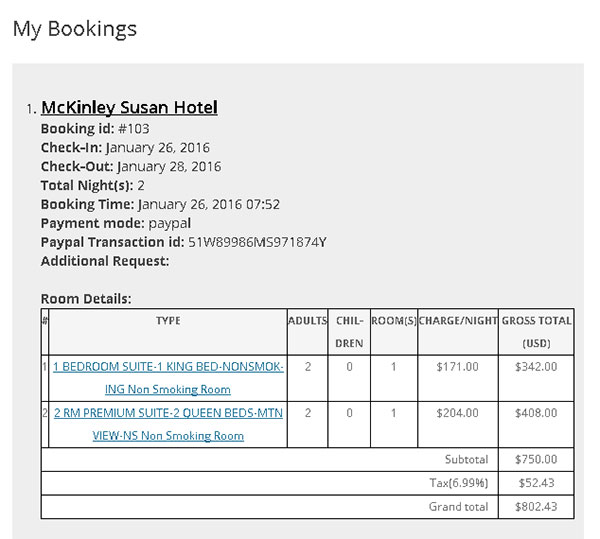 My Bookings
1. McKinley Susan Hotel
Booking id: #103
Check-In: January 26, 2016
Check-Out: January 28, 2016
Total Night(s): 2
Booking Time: January 26, 2016 07:52
Payment mode: paypal
Paypal Transaction id: 51W89986MS971874Y
Additional Request:
Room Details:
# TYPE ADULTS CHIL- ROOM(S) CHARGE/NIGHT GROSS TOTAL
DREN (USD)
1 1 BEDROOM SUITE-1 KING BED-NONSMOK- 2 0 1 $171.00 $342.00
ING Non Smoking Room
2 2 RM PREMIUM SUITE-2 QUEEN BEDS-MTN 2 0 1 $204.00 $408.00
VIEW-NS Non Smoking Room
Subtotal $750.00
Tax(6.99%) $52.43
Grand total $802.43